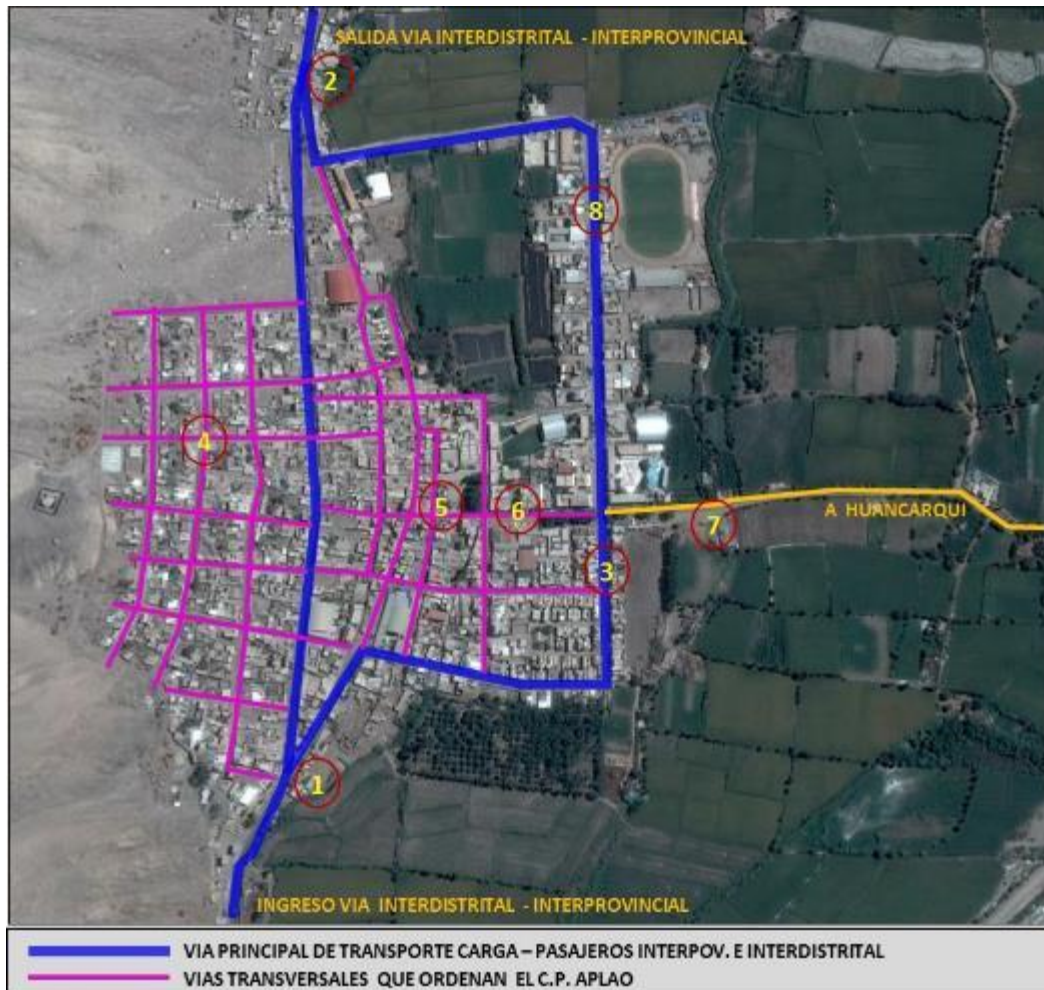 SALIDA VIA INTERDISTRITAL - INTERPROVINCIAL
2
8
4
5
6
7
A HUANCARQUI
3
1
INGRESO VIA INTERDISTRITAL - INTERPROVINCIAL
VIA PRINCIPAL DE TRANSPORTE CARGA – PASAJEROS INTERPOV. E INTERDISTRITAL
VIAS TRANSVERSALES QUE ORDENAN EL C.P. APLAO